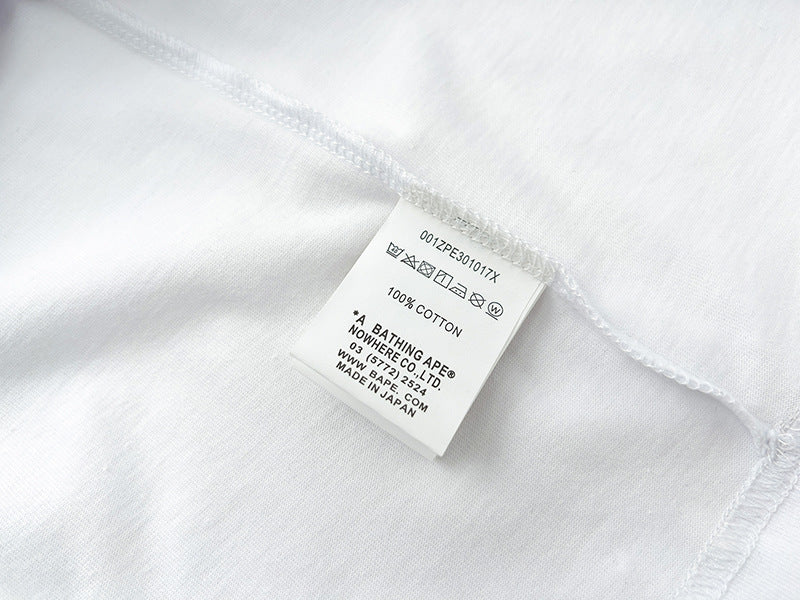 001ZPE301017X
100% COTTON
*A BATHING APE®
NOWHERE CO.,LTD.
03 (5772) 2524
WWW. BAPE. COM
MADE IN JAPAN